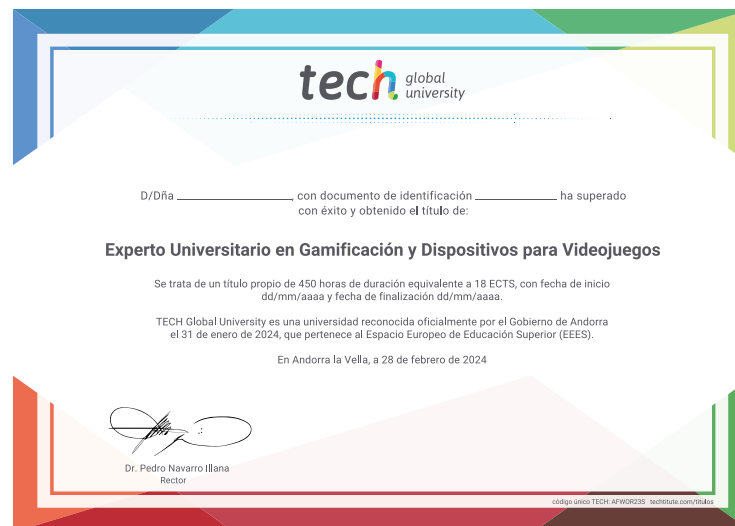 tech global university
D/Dña ____________________, con documento de identificación ______________ ha superado
con éxito y obtenido el título de:
Experto Universitario en Gamificación y Dispositivos para Videojuegos
Se trata de un título propio de 450 horas de duración equivalente a 18 ECTS, con fecha de inicio
dd/mm/aaaa y fecha de finalización dd/mm/aaaa.
TECH Global University es una universidad reconocida oficialmente por el Gobierno de Andorra
el 31 de enero de 2024, que pertenece al Espacio Europeo de Educación Superior (EEES).
En Andorra la Vella, a 28 de febrero de 2024
Dr. Pedro Navarro Illana
Rector
código único TECH: AFWOR23S techtitute.com/titulos